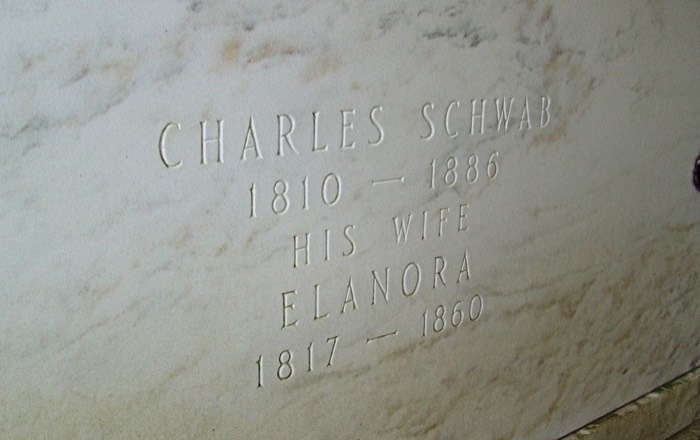 CHARLES SCHWAB
1810 — 1886
HIS WIFE
ELANORA
1817 — 1860